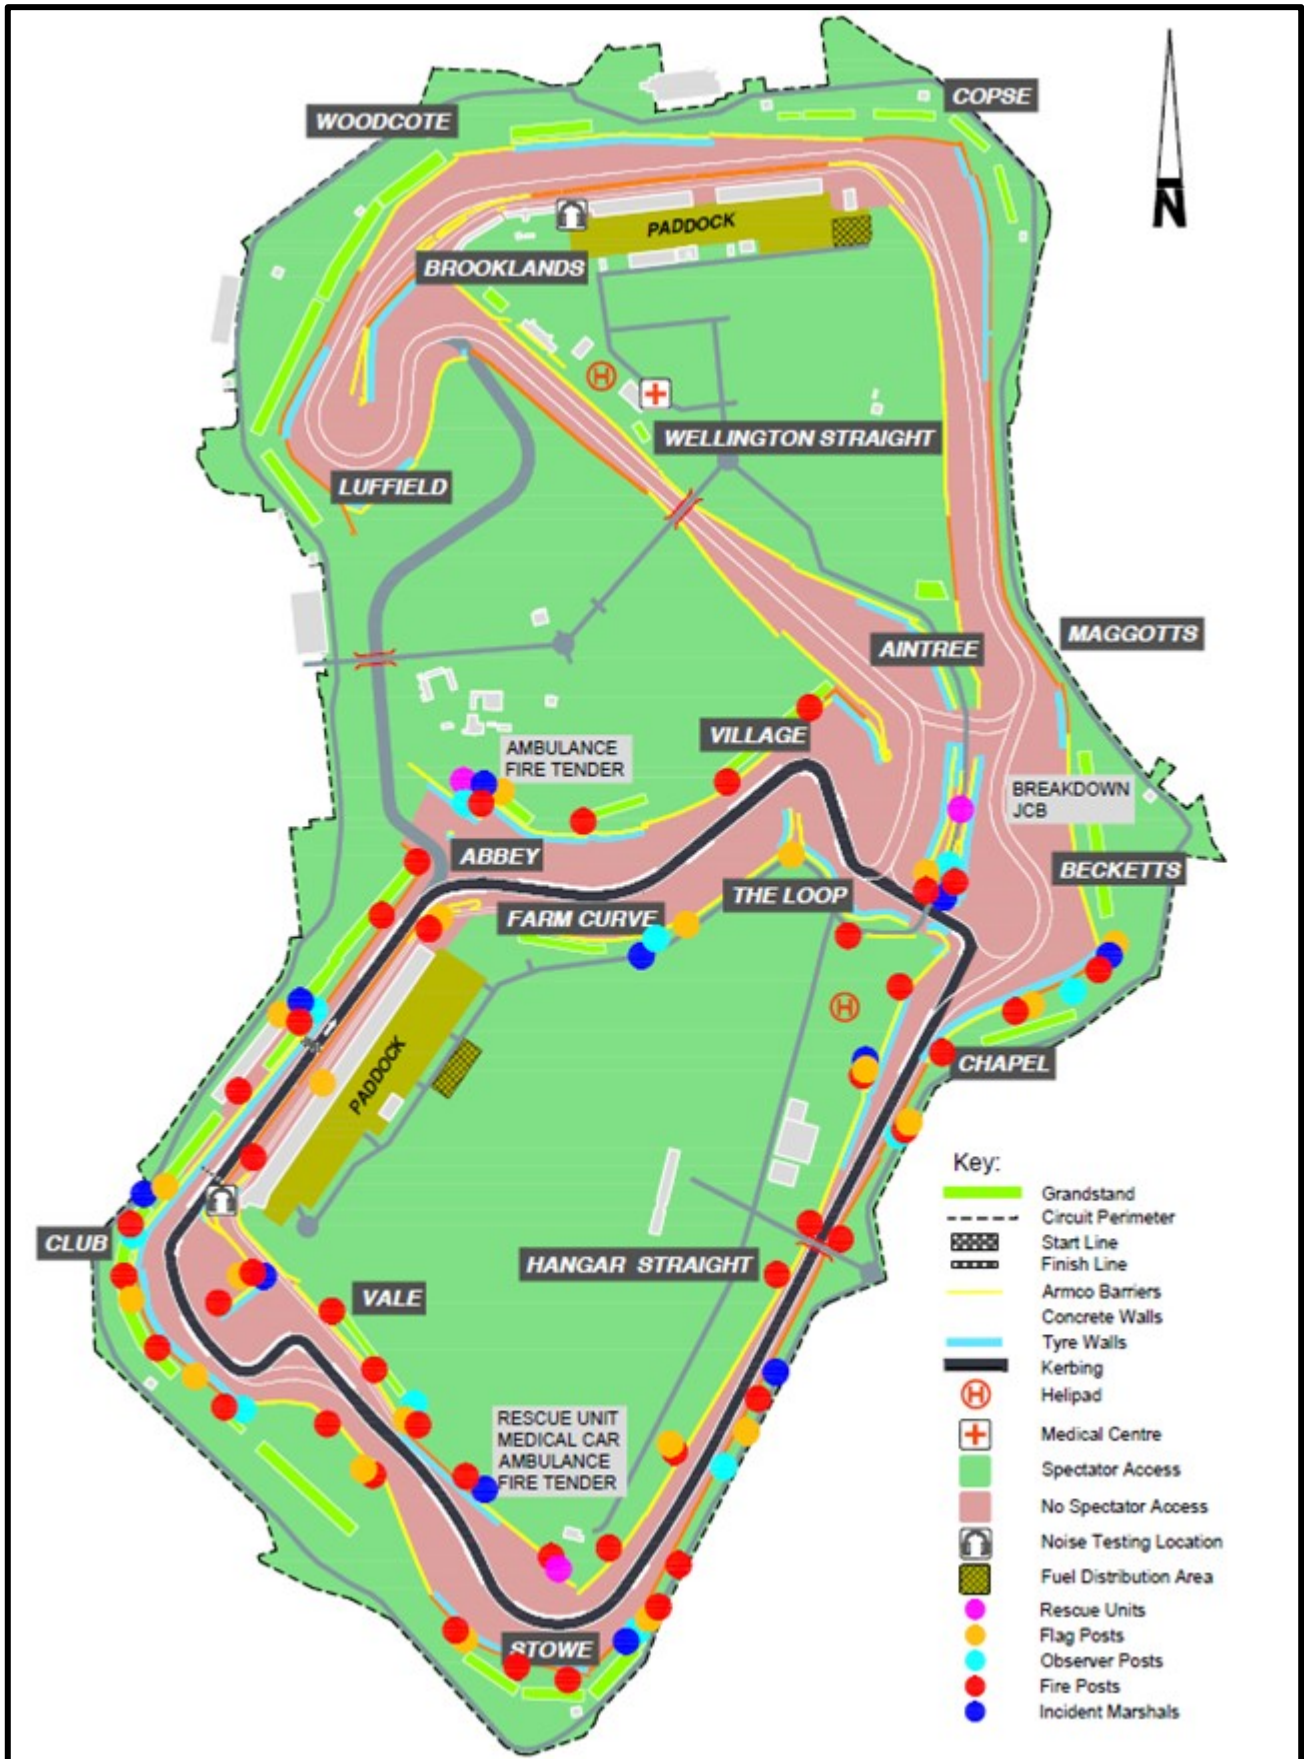 COPSE
WOODCOTE
N
PADDOCK
BROOKLANDS
H
WELLINGTON STRAIGHT
LUFFIELD
MAGGOTTS
AINTREE
VILLAGE
AMBULANCE
FIRE TENDER
BREAKDOWN
JCB
ABBEY
BECKETTS
THE LOOP
FARM CURVE
H
PADDOCK
CHAPEL
CLUB
HANGAR STRAIGHT
VALE
RESCUE UNIT
MEDICAL CAR
AMBULANCE
FIRE TENDER
STOWE
Key:
Grandstand
Circuit Perimeter
Start Line
Finish Line
Armco Barriers
Concrete Walls
Tyre Walls
Kerbing
H Helipad
Medical Centre
Spectator Access
No Spectator Access
Noise Testing Location
Fuel Distribution Area
Rescue Units
Flag Posts
Observer Posts
Fire Posts
Incident Marshals